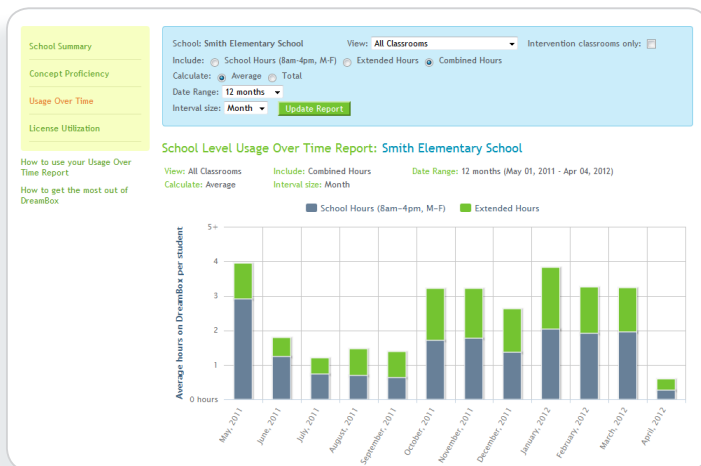 School Summary
Concept Proficiency
Usage Over Time
License Utilization
How to use your Usage Over
Time Report
How to get the most out of
DreamBox
School: Smith Elementary School View: All Classrooms Intervention classrooms only:
Include: School Hours (8am-4pm, M-F) Extended Hours Combined Hours
Calculate: Average Total
Date Range: 12 months
Interval size: Month Update Report
School Level Usage Over Time Report: Smith Elementary School
View: All Classrooms Include: Combined Hours Date Range: 12 months (May 01, 2011 - Apr 04, 2012)
Calculate: Average Interval size: Month
School Hours (8am-4pm, M-F) Extended Hours
Average hours on DreamBox per student
5+
4
3
2
1
0 hours
May, 2011
June, 2011
July, 2011
August, 2011
September, 2011
October, 2011
November, 2011
December, 2011
January, 2012
February, 2012
March, 2012
April, 2012